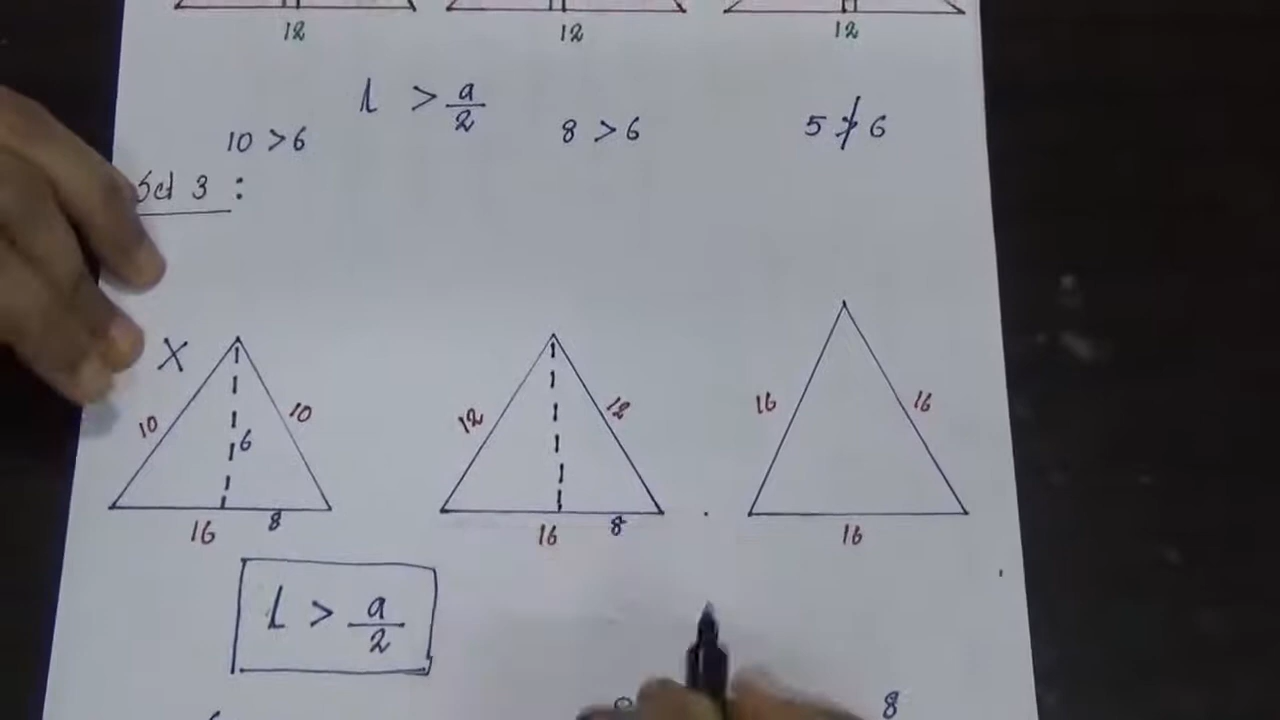 12 12 12
l > a/2
10 > 6 8 > 6 5 ≯ 6
Set 3 :
X
10 10 6
16 8
12 12
16 8
16 16
16
l > a/2
8